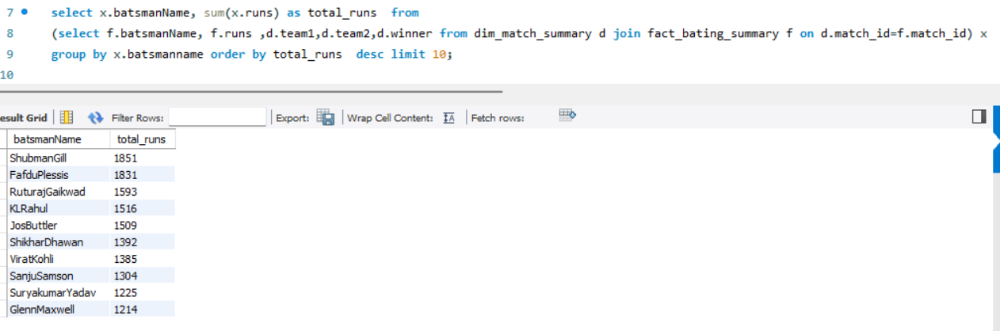 7 select x.batsmanName, sum(x.runs) as total_runs from
8 (select f.batsmanName, f.runs ,d.team1,d.team2,d.winner from dim_match_summary d join fact_bating_summary f on d.match_id=f.match_id) x
9 group by x.batsmanname order by total_runs desc limit 10;
10
esult Grid Filter Rows: Export: Wrap Cell Content: IA Fetch rows:
batsmanName total_runs
ShubmanGill 1851
FafduPlessis 1831
RuturajGaikwad 1593
KLRahul 1516
JosButtler 1509
ShikharDhawan 1392
ViratKohli 1385
SanjuSamson 1304
SuryakumarYadav 1225
GlennMaxwell 1214